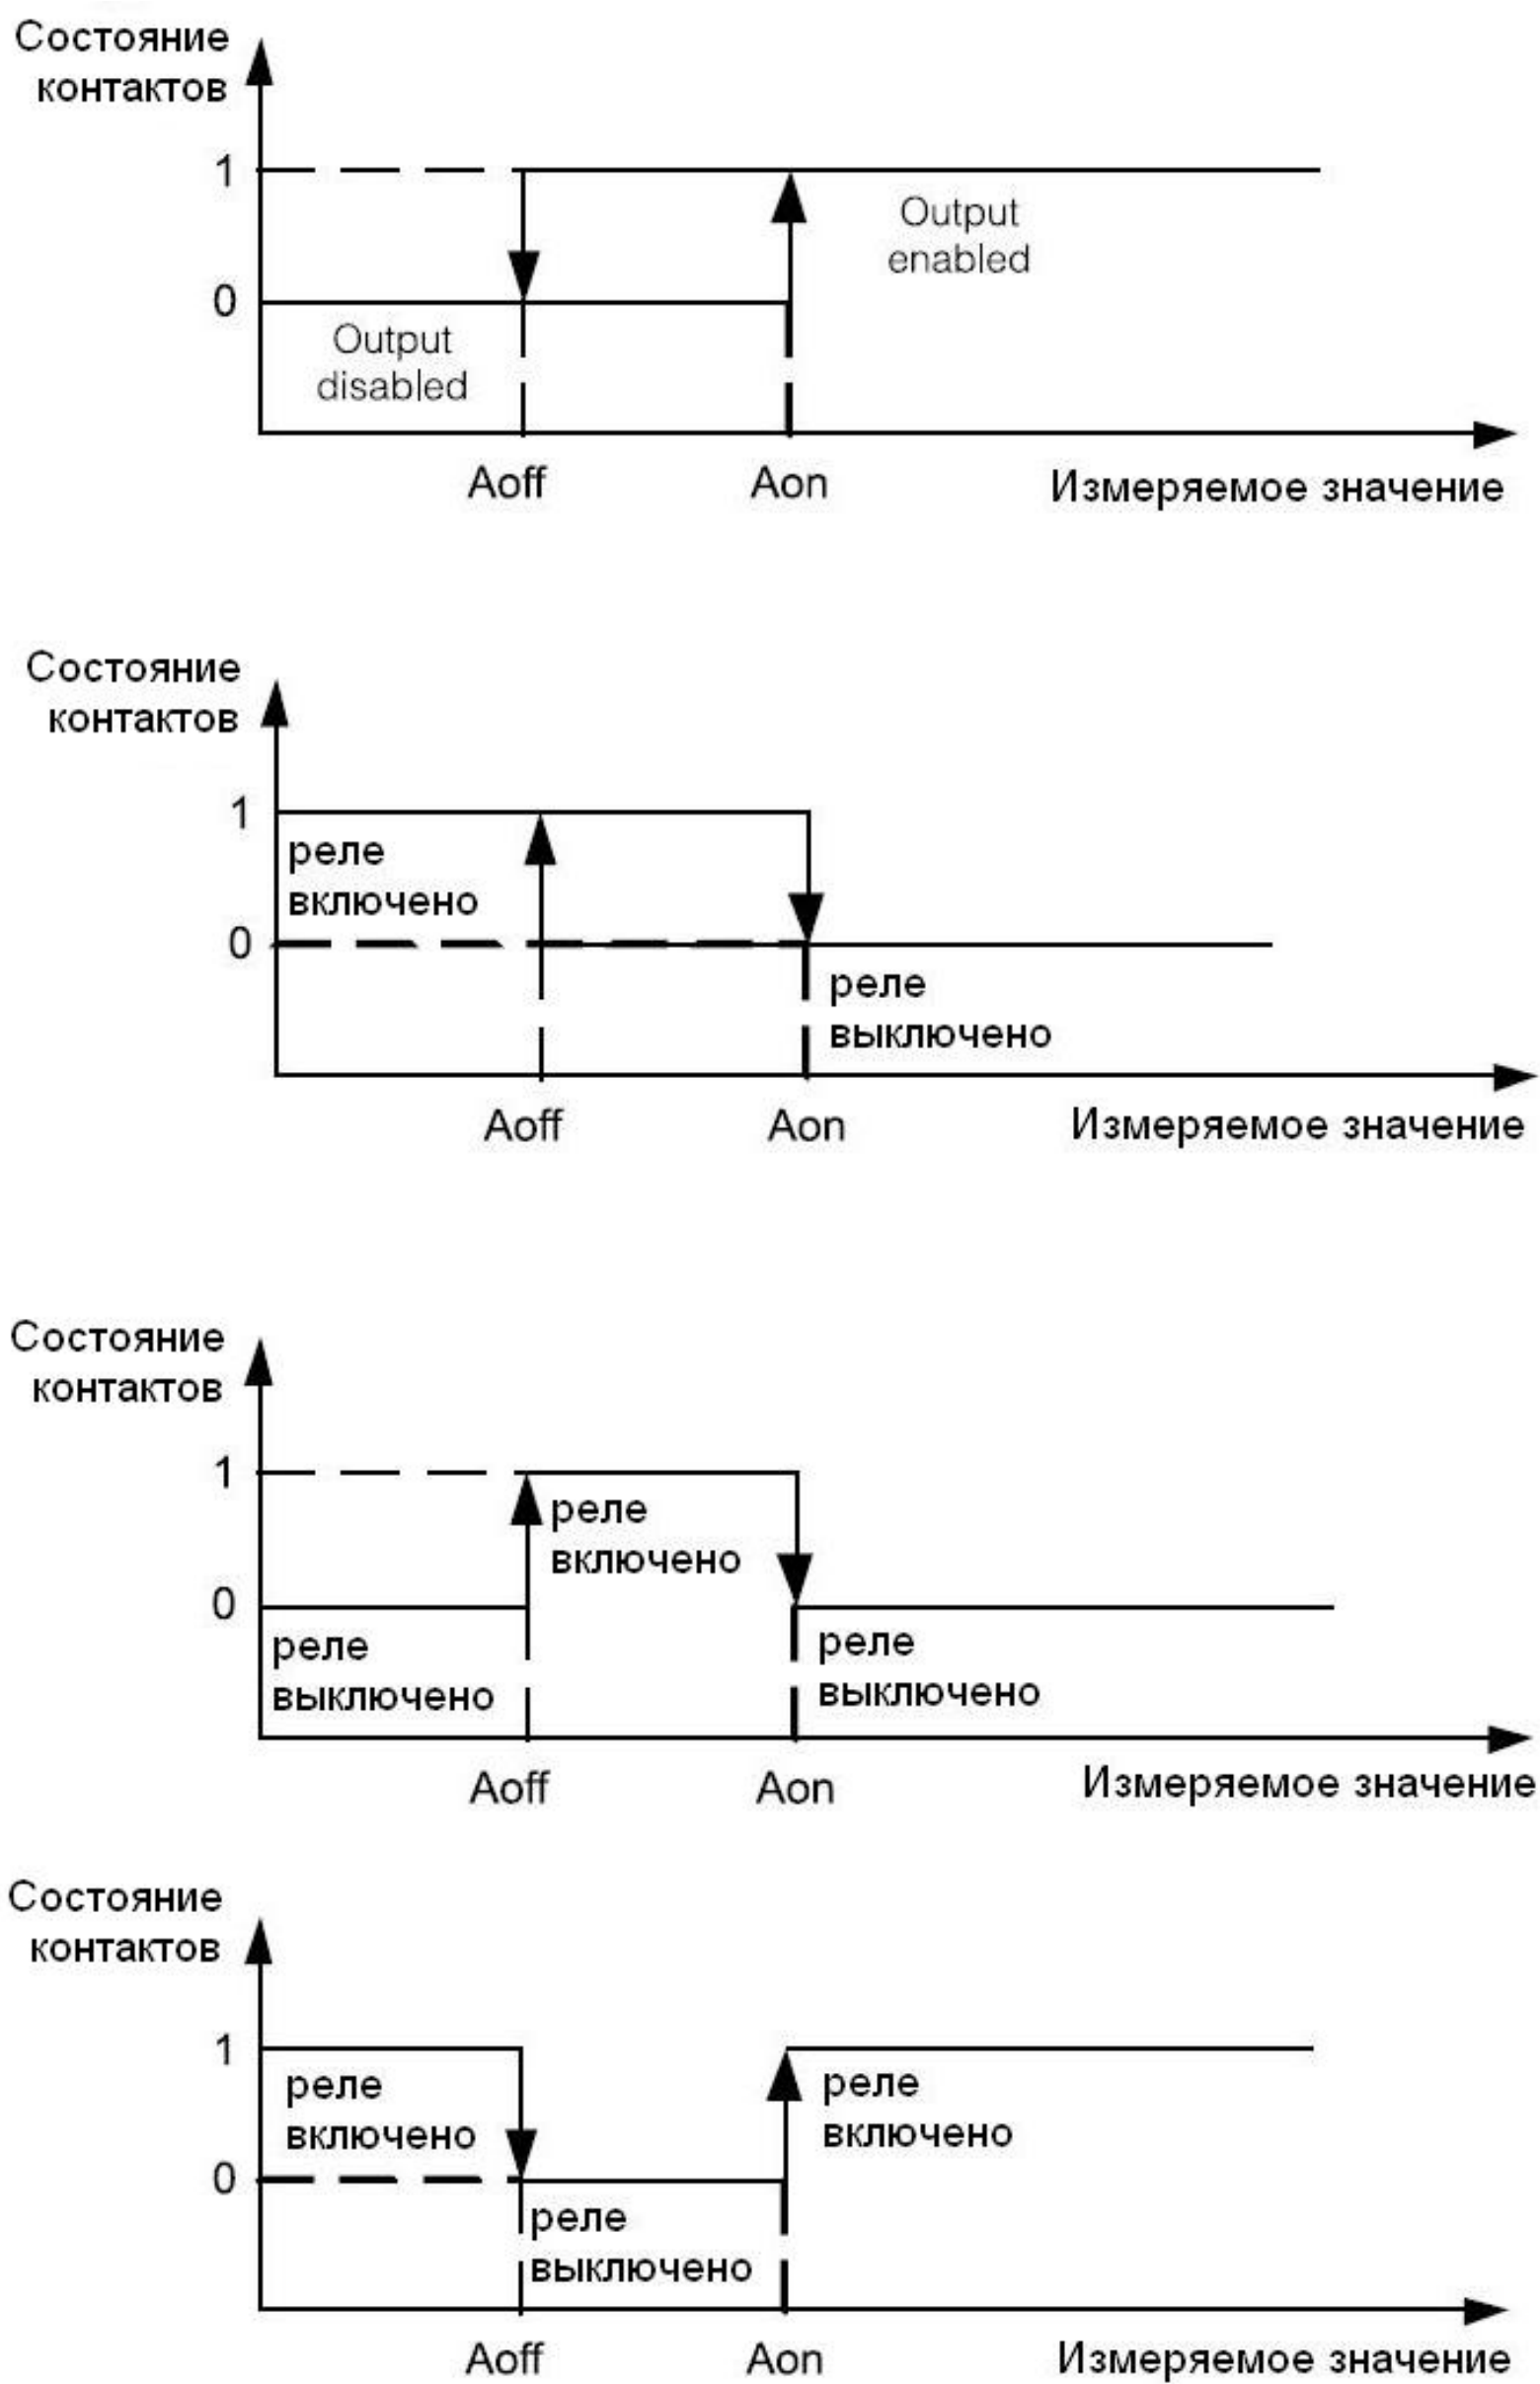 Состояние
контактов
1
Output
enabled
0
Output
disabled
Aoff
Aon
Измеряемое значение
Состояние
контактов
1
реле
включено
0
реле
выключено
Aoff
Aon
Измеряемое значение
Состояние
контактов
1
реле
включено
0
реле
выключено
реле
выключено
Aoff
Aon
Измеряемое значение
Состояние
контактов
1
реле
включено
реле
включено
0
реле
выключено
Aoff
Aon
Измеряемое значение